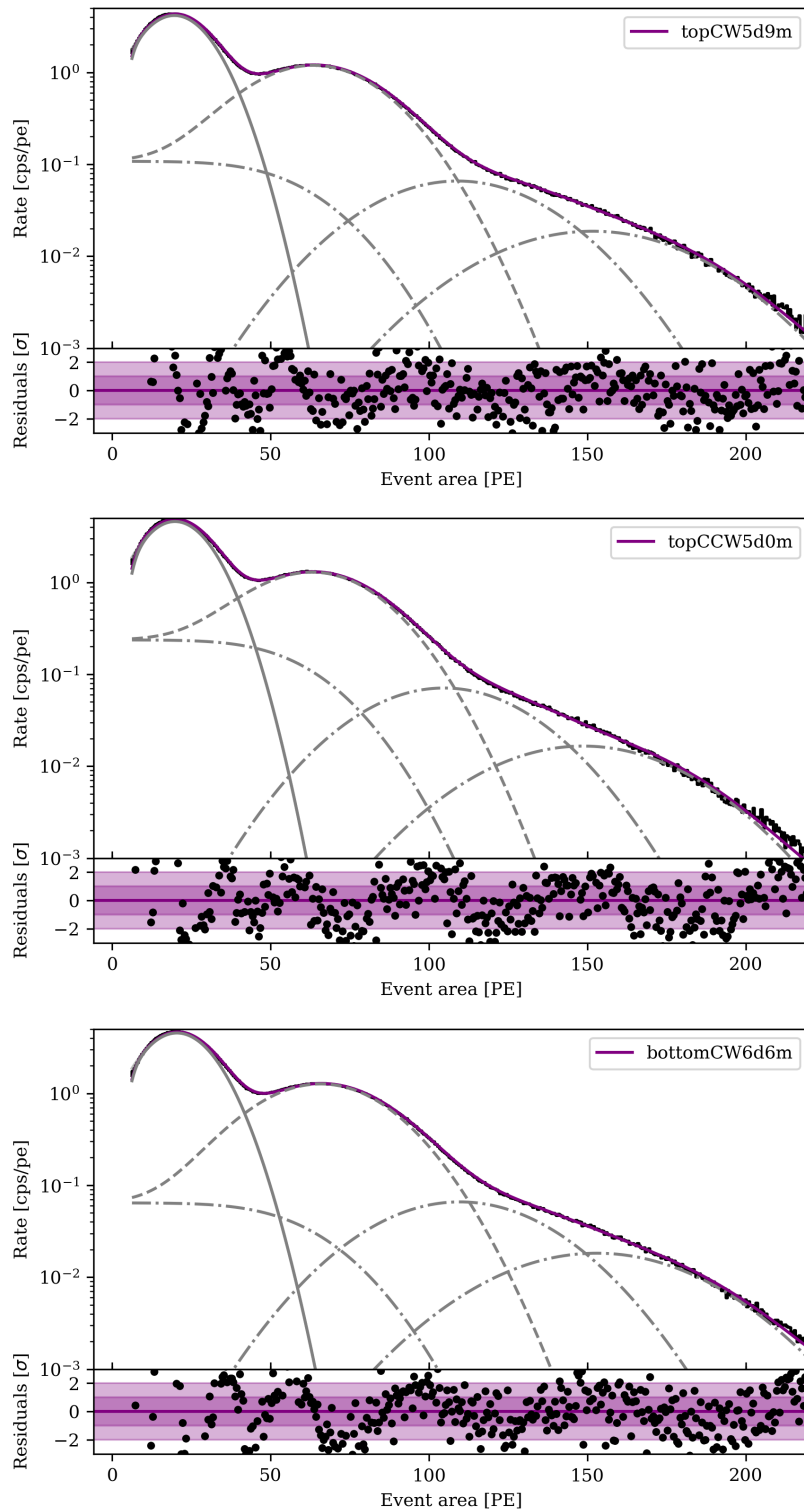 topCW5d9m
Rate [cps/pe]
10⁰
10⁻¹
10⁻²
10⁻³
Residuals [σ]
2
0
−2
0 50 100 150 200
Event area [PE]
topCCW5d0m
Rate [cps/pe]
10⁰
10⁻¹
10⁻²
10⁻³
Residuals [σ]
2
0
−2
0 50 100 150 200
Event area [PE]
bottomCW6d6m
Rate [cps/pe]
10⁰
10⁻¹
10⁻²
10⁻³
Residuals [σ]
2
0
−2
0 50 100 150 200
Event area [PE]